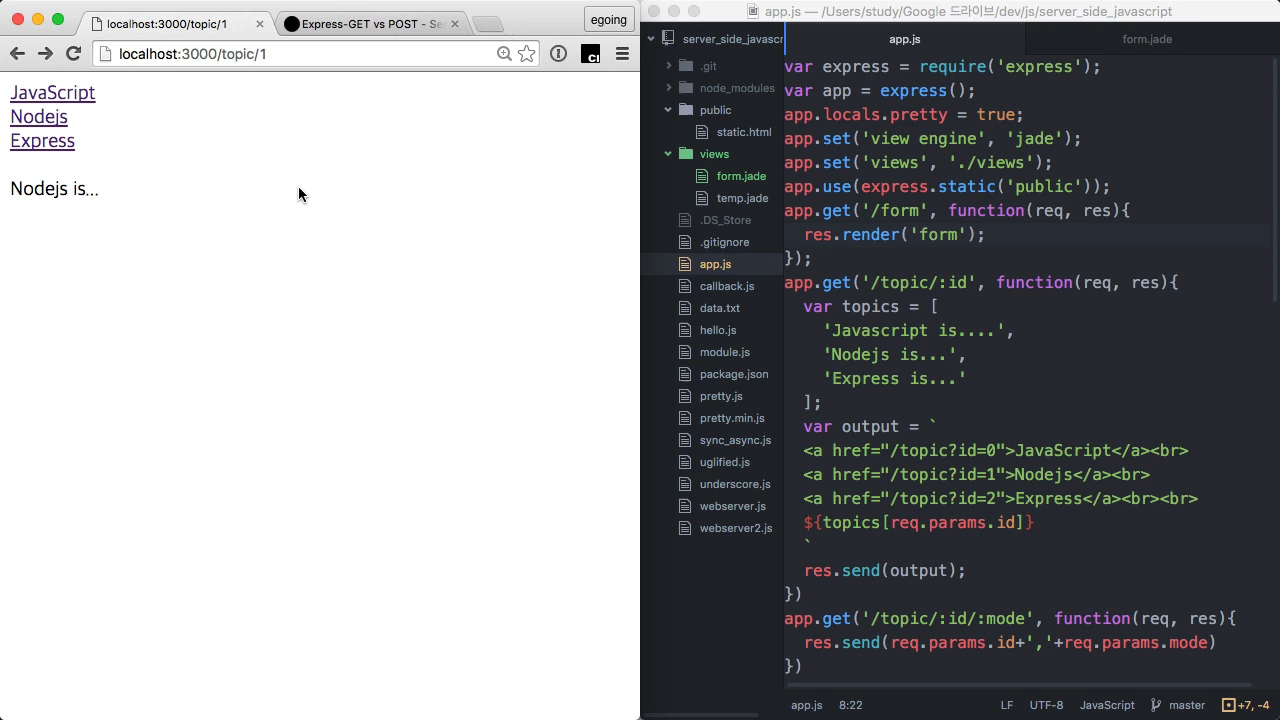 localhost:3000/topic/1
Express-GET vs POST - Se
egoing
localhost:3000/topic/1
JavaScript
Nodejs
Express
Nodejs is...
app.js — /Users/study/Google 드라이브/dev/js/server_side_javascript
server_side_javascr
.git
node_modules
public
static.html
views
form.jade
temp.jade
.DS_Store
.gitignore
app.js
callback.js
data.txt
hello.js
module.js
package.json
pretty.js
pretty.min.js
sync_async.js
uglified.js
underscore.js
webserver.js
webserver2.js
app.js
form.jade
var express = require('express');
var app = express();
app.locals.pretty = true;
app.set('view engine', 'jade');
app.set('views', './views');
app.use(express.static('public'));
app.get('/form', function(req, res){
res.render('form');
});
app.get('/topic/:id', function(req, res){
var topics = [
'Javascript is....',
'Nodejs is...',
'Express is...'
];
var output = `
<a href="/topic?id=0">JavaScript</a><br>
<a href="/topic?id=1">Nodejs</a><br>
<a href="/topic?id=2">Express</a><br><br>
${topics[req.params.id]}
`
res.send(output);
})
app.get('/topic/:id/:mode', function(req, res){
res.send(req.params.id+','+req.params.mode)
})
app.js 8:22 LF UTF-8 JavaScript master +7, -4